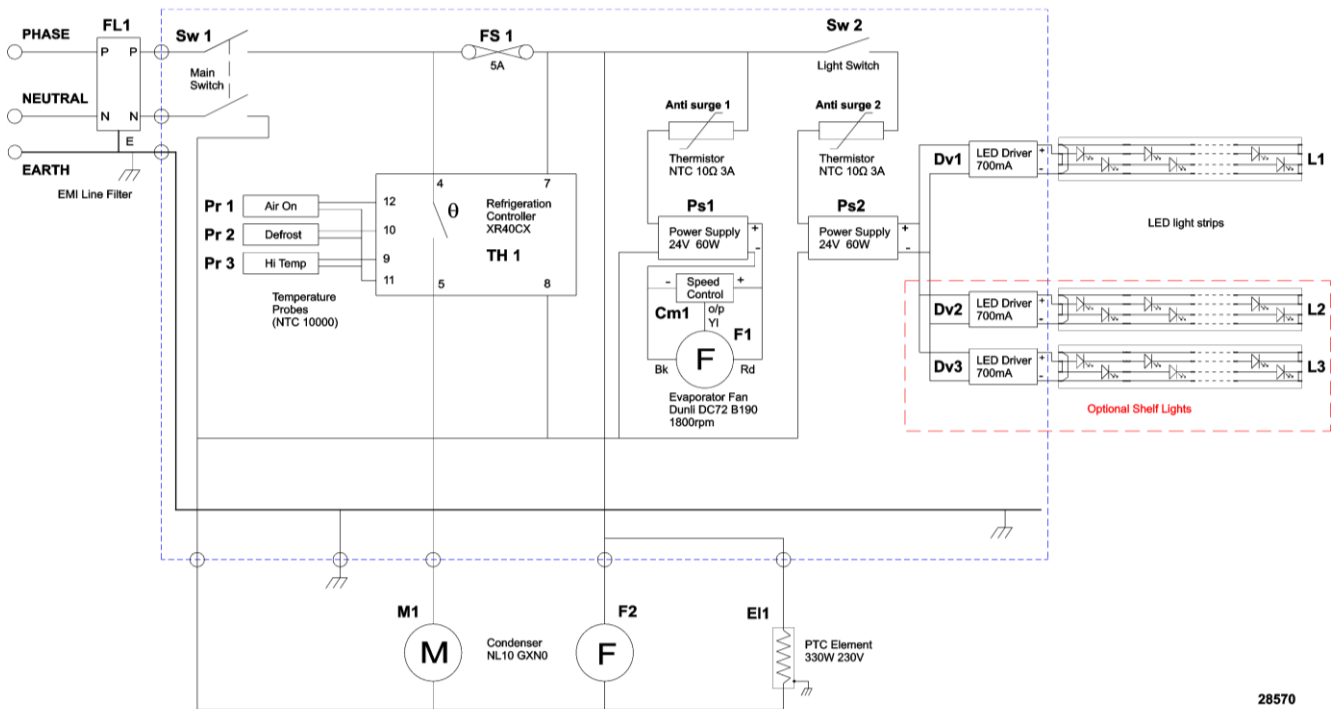 FL1
PHASE
P P
Sw 1
Main
Switch
FS 1
5A
Sw 2
Light Switch
NEUTRAL
N N
E
EARTH
EMI Line Filter
Anti surge 1
Thermistor
NTC 10Ω 3A
Anti surge 2
Thermistor
NTC 10Ω 3A
Dv1
LED Driver
700mA
+
-
L1
LED light strips
Pr 1
Air On
Pr 2
Defrost
Pr 3
Hi Temp
Temperature
Probes
(NTC 10000)
4
7
12
10
9
11
5
8
θ
Refrigeration
Controller
XR40CX
TH 1
Ps1
Power Supply
24V 60W
+
-
Ps2
Power Supply
24V 60W
+
-
-
Speed
Control
+
Cm1
o/p
Yl
F1
F
Bk
Rd
Evaporator Fan
Dunli DC72 B190
1800rpm
Dv2
LED Driver
700mA
+
-
L2
Dv3
LED Driver
700mA
+
-
L3
Optional Shelf Lights
M1
M
Condenser
NL10 GXN0
F2
F
El1
PTC Element
330W 230V
28570